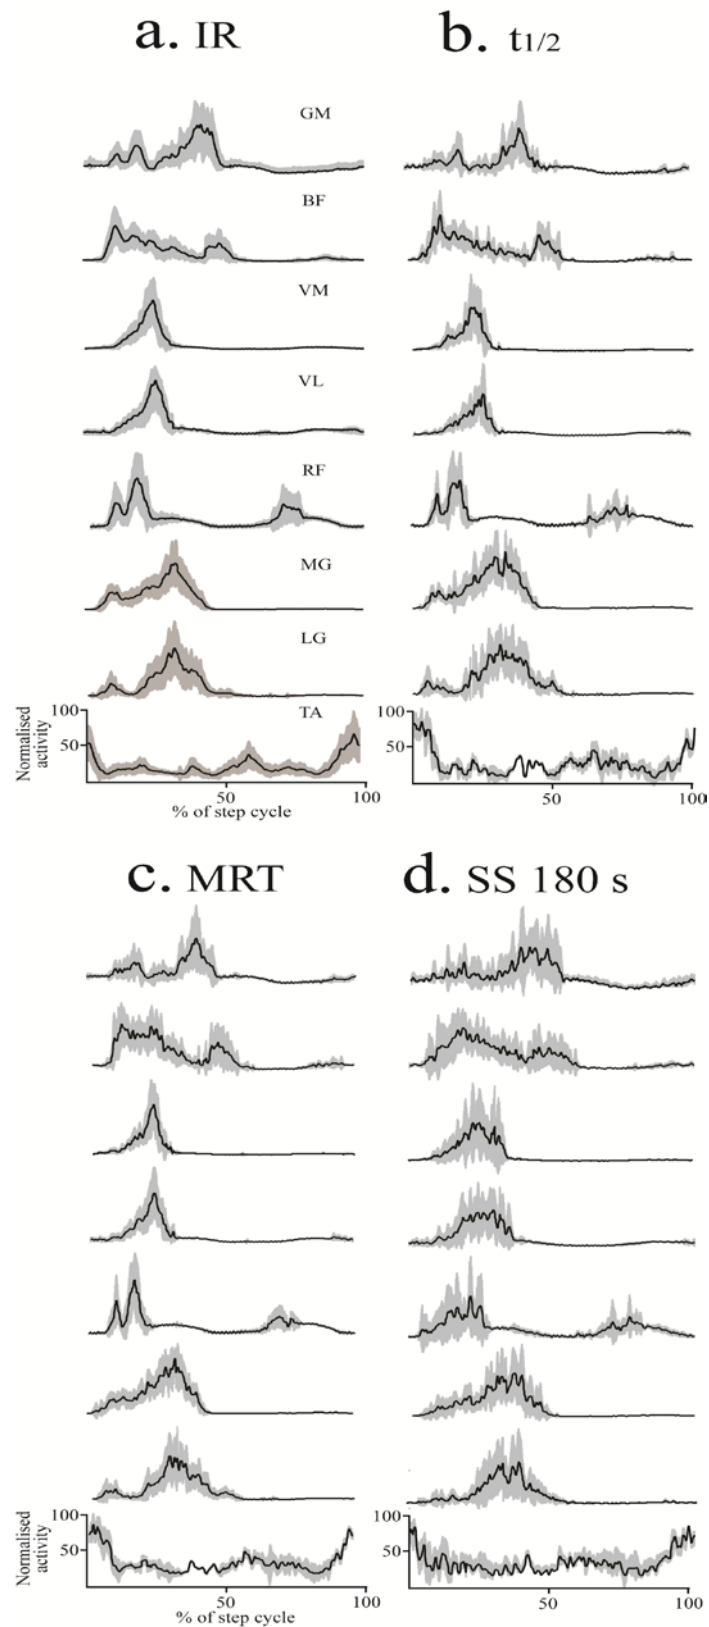 a. IR
b. t1/2
GM
BF
VM
VL
RF
MG
LG
TA
Normalised
activity
100
50
50
100
% of step cycle
100
50
50
100
c. MRT
d. SS 180 s
Normalised
activity
100
50
50
100
% of step cycle
100
50
50
100